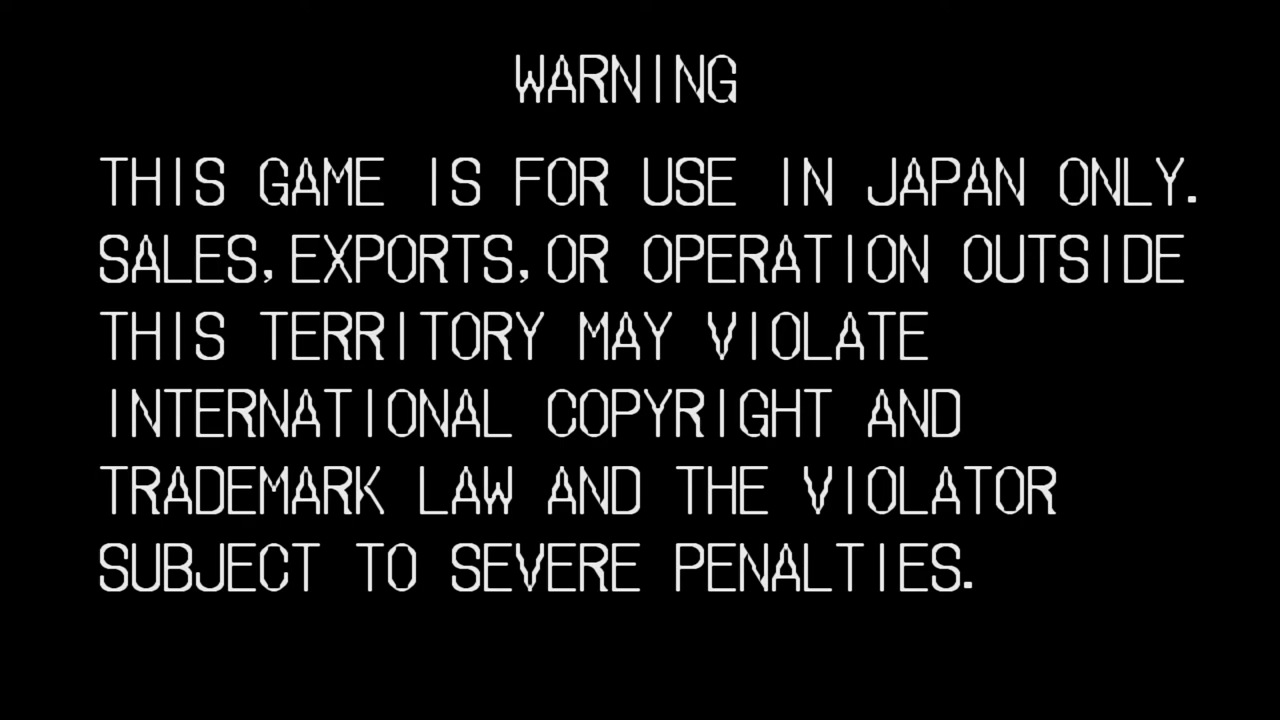 WARNING
THIS GAME IS FOR USE IN JAPAN ONLY.
SALES,EXPORTS,OR OPERATION OUTSIDE
THIS TERRITORY MAY VIOLATE
INTERNATIONAL COPYRIGHT AND
TRADEMARK LAW AND THE VIOLATOR
SUBJECT TO SEVERE PENALTIES.